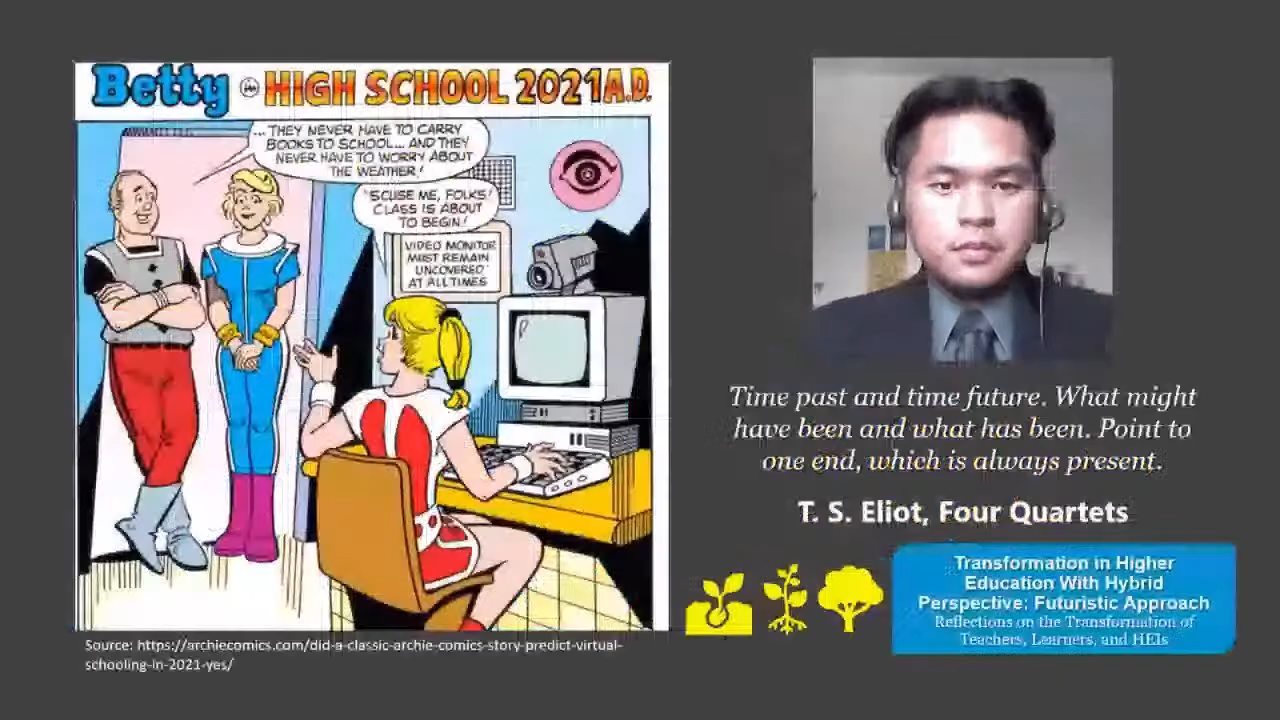 Betty in HIGH SCHOOL 2021 A.D.
...THEY NEVER HAVE TO CARRY
BOOKS TO SCHOOL... AND THEY
NEVER HAVE TO WORRY ABOUT
THE WEATHER!
'SCUSE ME, FOLKS!
CLASS IS ABOUT
TO BEGIN!
VIDEO MONITOR
MUST REMAIN
UNCOVERED
AT ALL TIMES
Source: https://archiecomics.com/did-a-classic-archie-comics-story-predict-virtual-
schooling-in-2021-yes/
Time past and time future. What might
have been and what has been. Point to
one end, which is always present.
T. S. Eliot, Four Quartets
Transformation in Higher
Education With Hybrid
Perspective: Futuristic Approach
Reflections on the Transformation of
Teachers, Learners, and HEIs